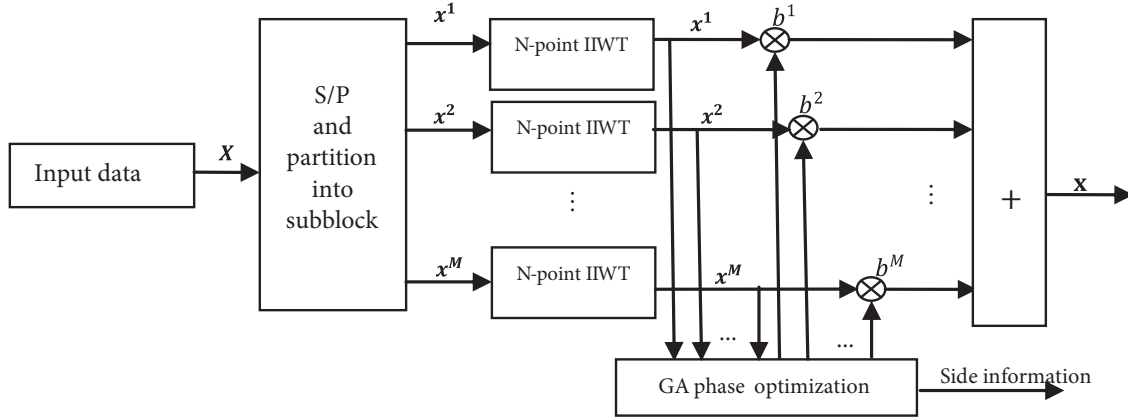 Input data
X
S/P
and
partition
into
subblock
x¹
N-point IIWT
x¹
b¹
x²
N-point IIWT
x²
b²
⋮
⋮
x^M
N-point IIWT
x^M
b^M
+
x
...
...
GA phase optimization
Side information